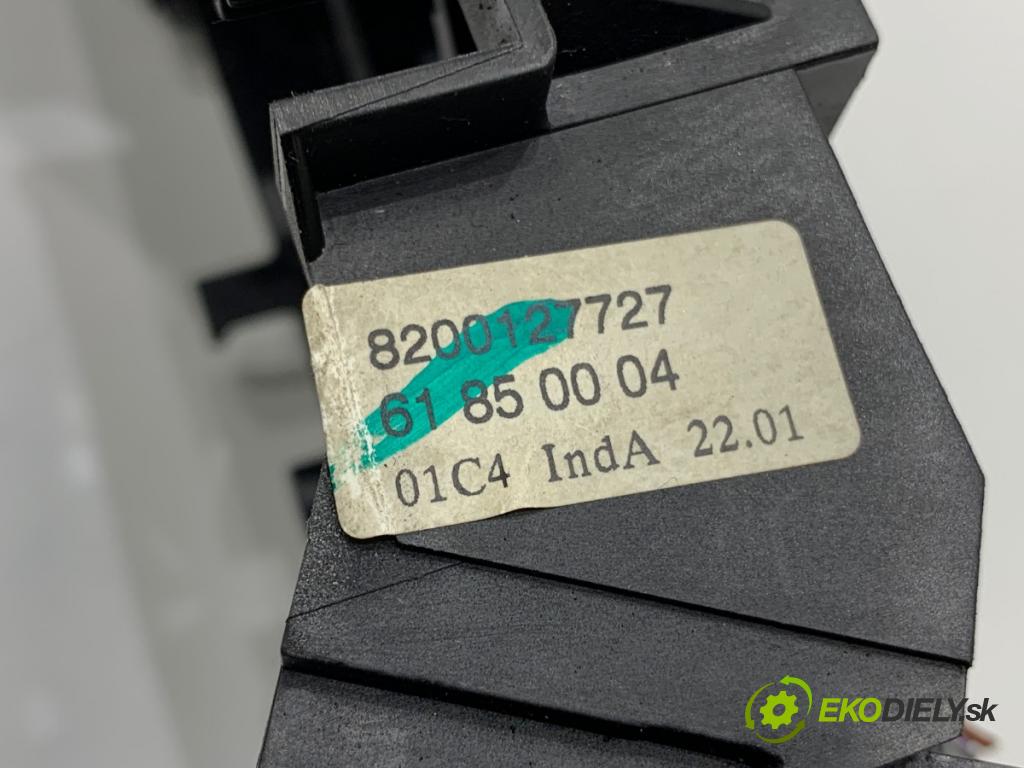 8200127727
61 85 00 04
01C4 IndA 22.01
EKODIELY.sk